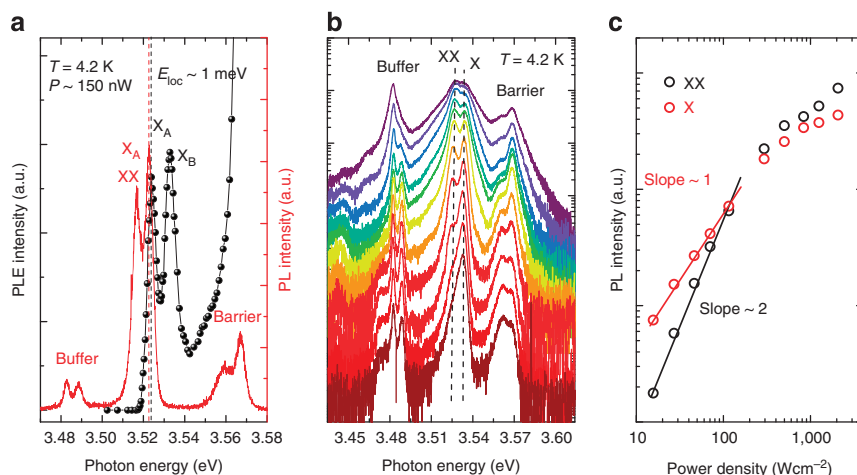 a
T = 4.2 K
P ~ 150 nW
E_loc ~ 1 meV
X_A
X_B
X_A
XX
Buffer
Barrier
PLE intensity (a.u.)
PL intensity (a.u.)
3.48 3.50 3.52 3.54 3.56 3.58
Photon energy (eV)
b
XX
X
T = 4.2 K
Buffer
Barrier
3.45 3.48 3.51 3.54 3.57 3.60
Photon energy (eV)
c
XX
X
Slope ~ 1
Slope ~ 2
PL intensity (a.u.)
10 100 1,000
Power density (Wcm⁻²)